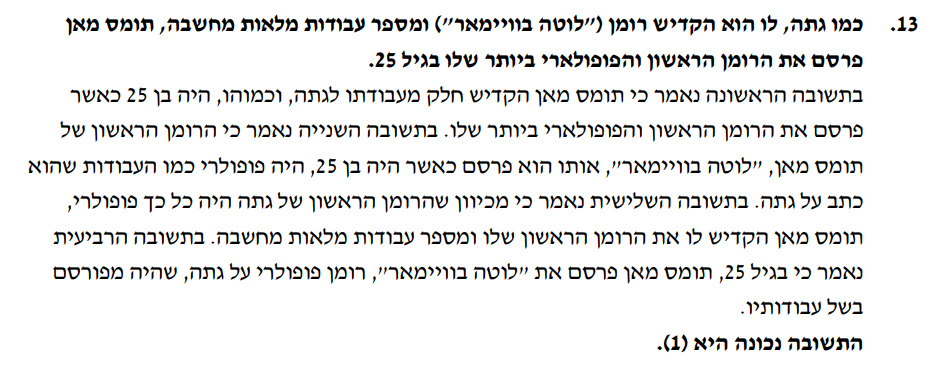 13. כמו גתה, לו הוא הקדיש רומן ("לוטה בוויימאר") ומספר עבודות מלאות מחשבה, תומס מאן
פרסם את הרומן הראשון והפופולארי ביותר שלו בגיל 25.
בתשובה הראשונה נאמר כי תומס מאן הקדיש חלק מעבודתו לגתה, וכמוהו, היה בן 25 כאשר
פרסם את הרומן הראשון והפופולארי ביותר שלו. בתשובה השנייה נאמר כי הרומן הראשון של
תומס מאן, "לוטה בוויימאר", אותו הוא פרסם כאשר היה בן 25, היה פופולרי כמו העבודות שהוא
כתב על גתה. בתשובה השלישית נאמר כי מכיוון שהרומן הראשון של גתה היה כל כך פופולרי,
תומס מאן הקדיש לו את הרומן הראשון שלו ומספר עבודות מלאות מחשבה. בתשובה הרביעית
נאמר כי בגיל 25, תומס מאן פרסם את "לוטה בוויימאר", רומן פופולרי על גתה, שהיה מפורסם
בשל עבודותיו.
התשובה נכונה היא (1).